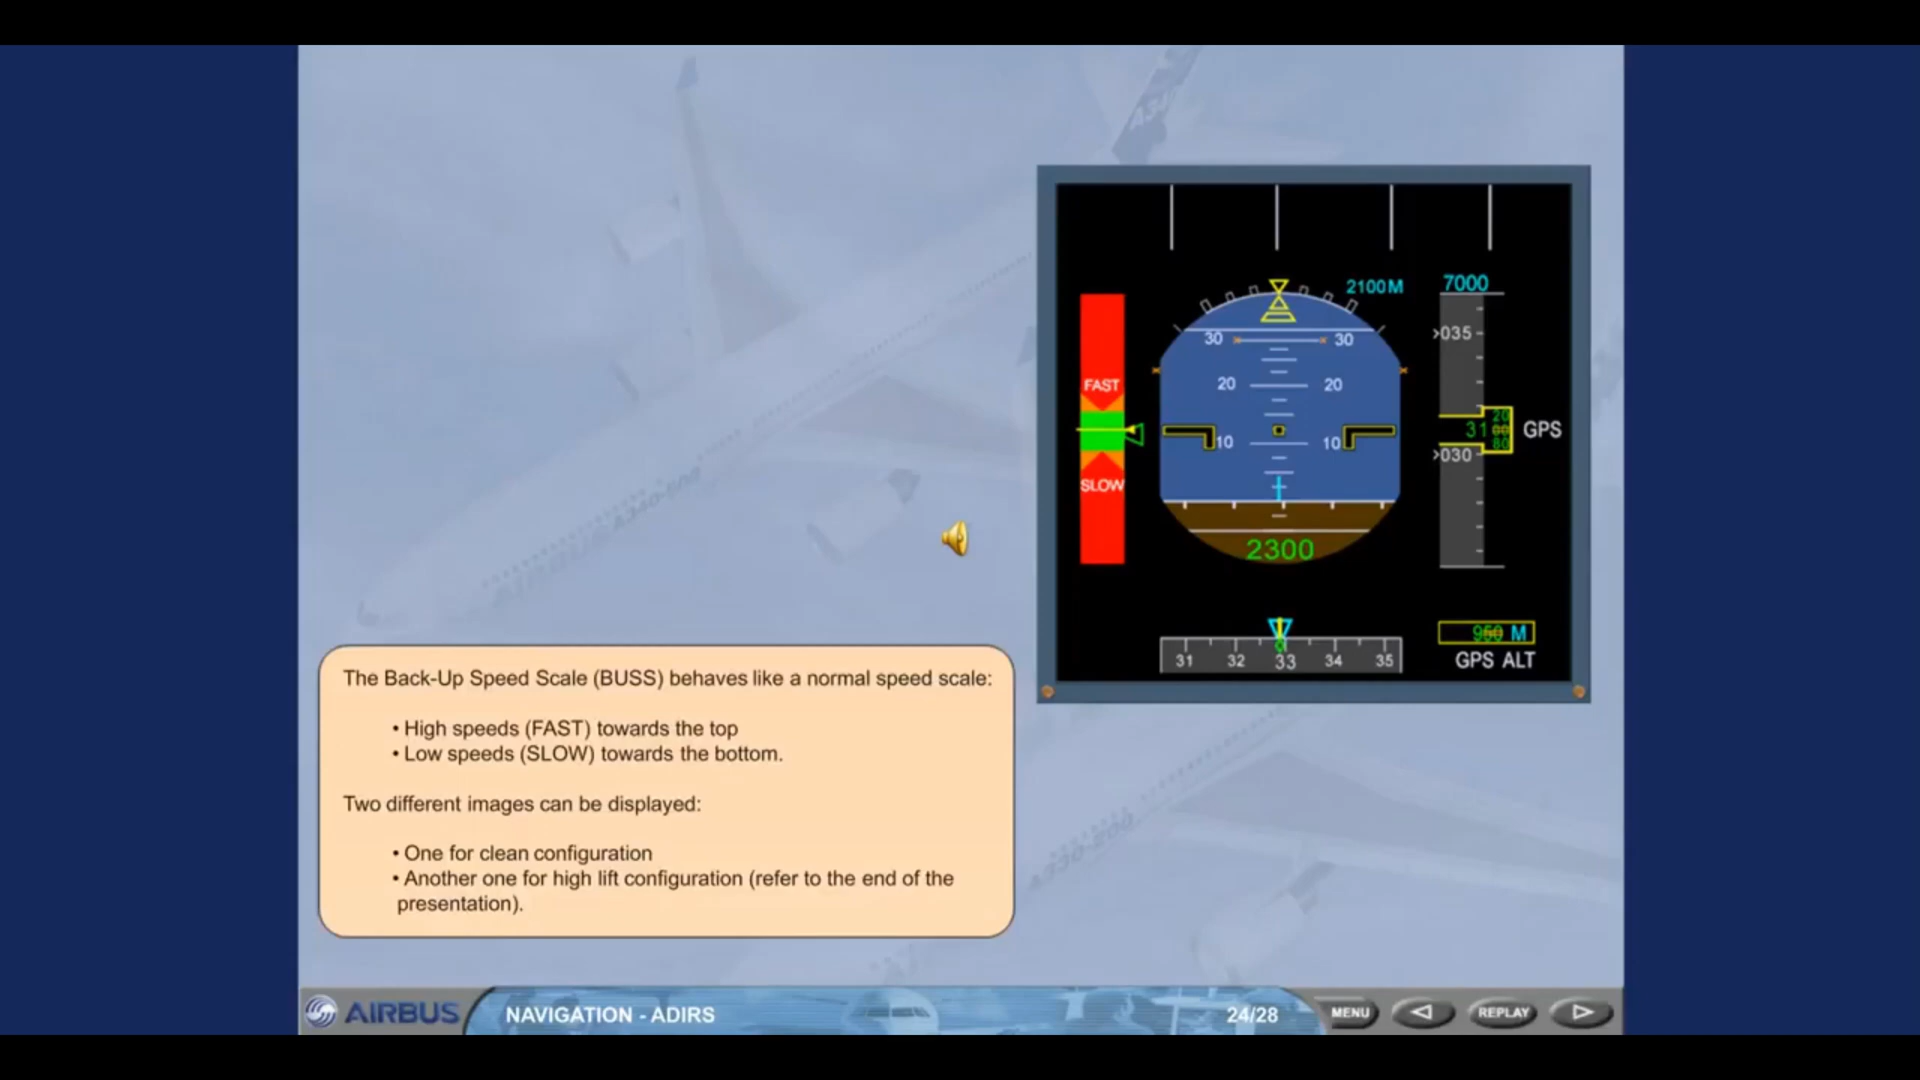 2100M
7000
>035
30
30
FAST
20
20
20
31
80
GPS
10
10
>030
SLOW
2300
M
31 32 33 34 35
GPS ALT
The Back-Up Speed Scale (BUSS) behaves like a normal speed scale:
• High speeds (FAST) towards the top
• Low speeds (SLOW) towards the bottom.
Two different images can be displayed:
• One for clean configuration
• Another one for high lift configuration (refer to the end of the
presentation).
AIRBUS
NAVIGATION - ADIRS
24/28
MENU
REPLAY